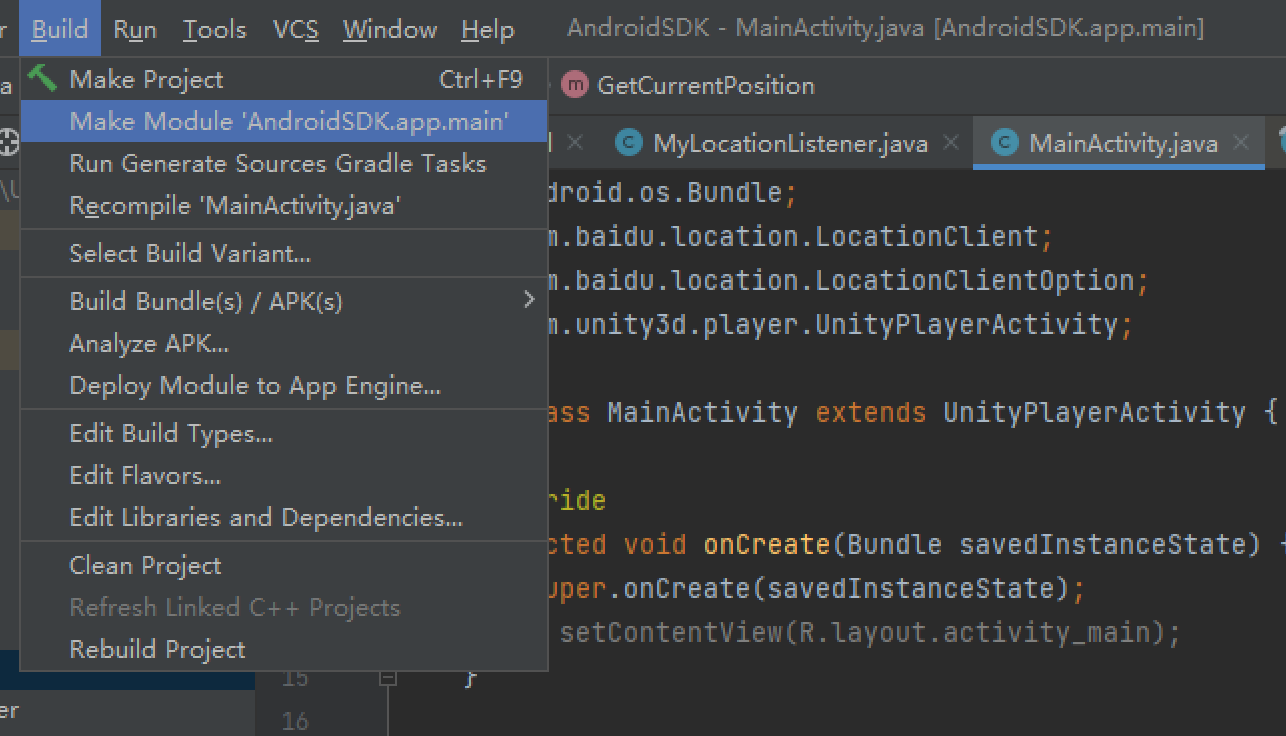 Build Run Tools VCS Window Help AndroidSDK - MainActivity.java [AndroidSDK.app.main]
Make Project Ctrl+F9
GetCurrentPosition
Make Module 'AndroidSDK.app.main'
MyLocationListener.java MainActivity.java
Run Generate Sources Gradle Tasks
droid.os.Bundle;
Recompile 'MainActivity.java'
m.baidu.location.LocationClient;
Select Build Variant...
m.baidu.location.LocationClientOption;
Build Bundle(s) / APK(s)
m.unity3d.player.UnityPlayerActivity;
Analyze APK...
Deploy Module to App Engine...
ass MainActivity extends UnityPlayerActivity {
Edit Build Types...
Edit Flavors...
ride
Edit Libraries and Dependencies...
cted void onCreate(Bundle savedInstanceState) {
Clean Project
uper.onCreate(savedInstanceState);
Refresh Linked C++ Projects
setContentView(R.layout.activity_main);
Rebuild Project
15 }
er
16